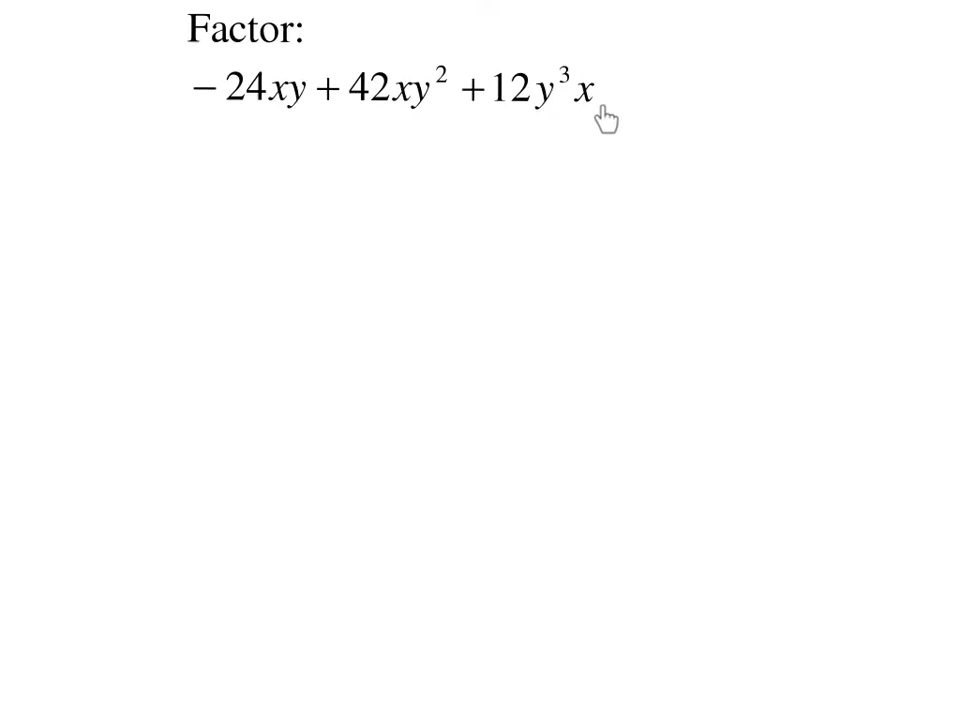 Factor:
− 24xy + 42xy² + 12y³x